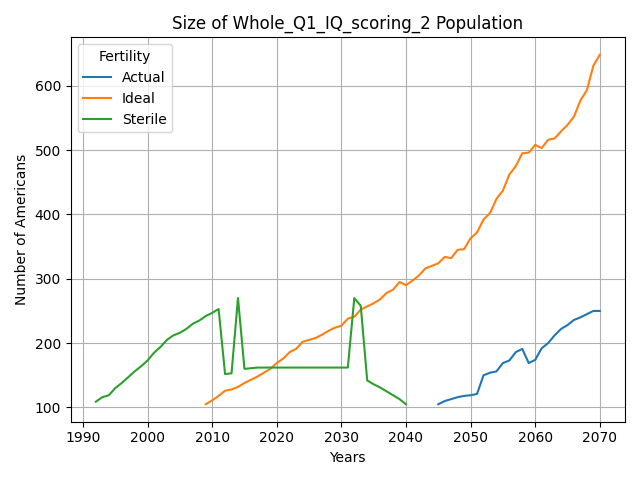 Size of Whole_Q1_IQ_scoring_2 Population
Fertility
Actual
Ideal
Sterile
Number of Americans
600
500
400
300
200
100
1990 2000 2010 2020 2030 2040 2050 2060 2070
Years